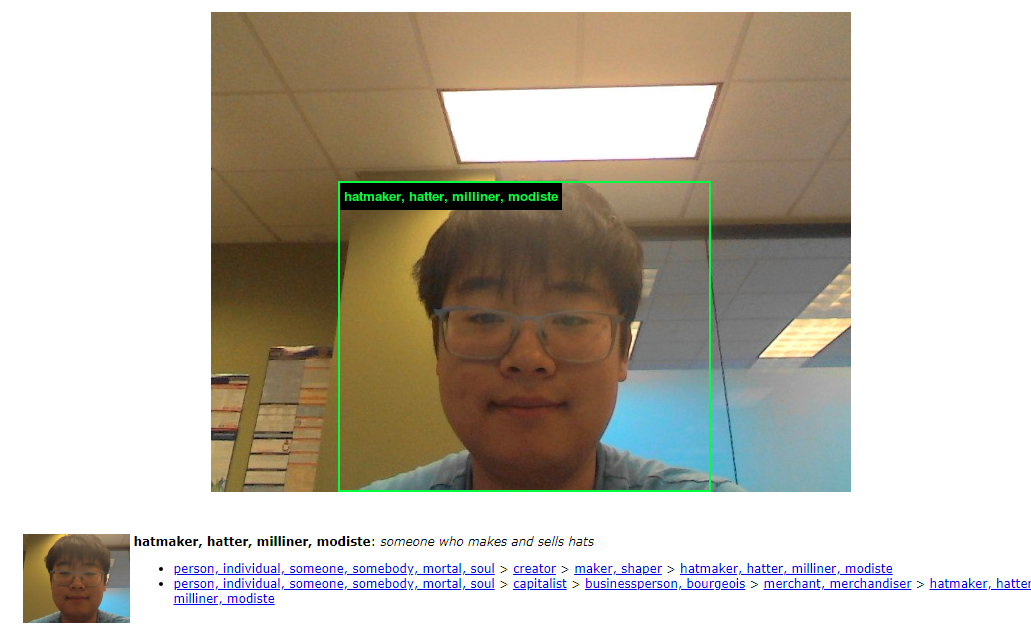 hatmaker, hatter, milliner, modiste
hatmaker, hatter, milliner, modiste: someone who makes and sells hats
person, individual, someone, somebody, mortal, soul > creator > maker, shaper > hatmaker, hatter, milliner, modiste
person, individual, someone, somebody, mortal, soul > capitalist > businessperson, bourgeois > merchant, merchandiser > hatmaker, hatter
milliner, modiste